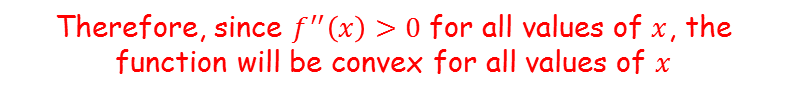 Therefore, since f′′(x) > 0 for all values of x, the
function will be convex for all values of x